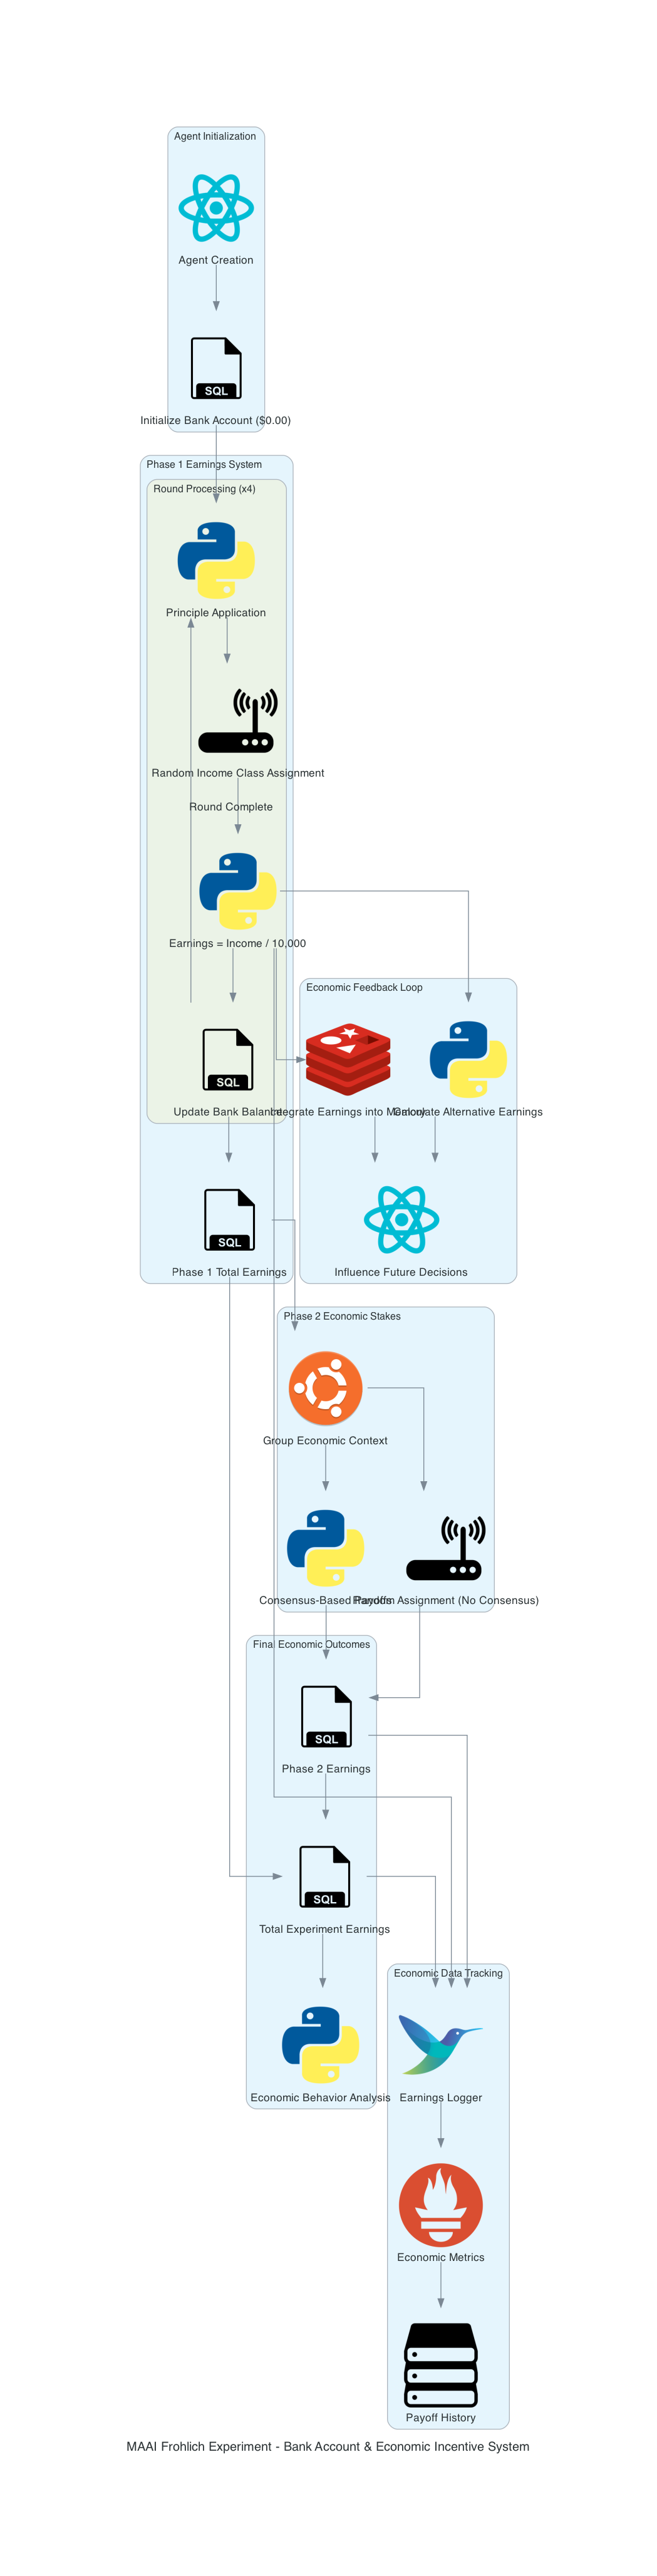 Agent Initialization
Agent Creation
SQL
Initialize Bank Account ($0.00)
Phase 1 Earnings System
Round Processing (x4)
Principle Application
Random Income Class Assignment
Round Complete
Earnings = Income / 10,000
Economic Feedback Loop
SQL
Update Bank Balance
Integrate Earnings into Memory
Calculate Alternative Earnings
SQL
Phase 1 Total Earnings
Influence Future Decisions
Phase 2 Economic Stakes
Group Economic Context
Consensus-Based Payoffs
Random Assignment (No Consensus)
Final Economic Outcomes
SQL
Phase 2 Earnings
SQL
Total Experiment Earnings
Economic Data Tracking
Economic Behavior Analysis
Earnings Logger
Economic Metrics
Payoff History
MAAI Frohlich Experiment - Bank Account & Economic Incentive System